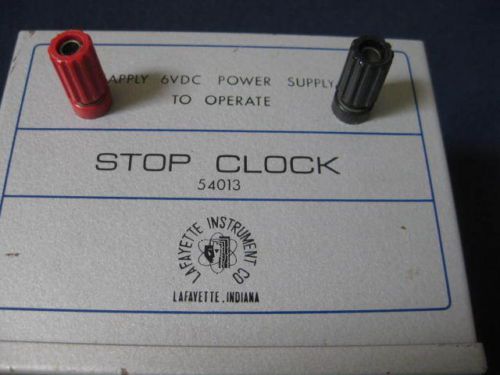 APPLY 6VDC POWER SUPPLY
TO OPERATE
STOP CLOCK
54013
LAFAYETTE INSTRUMENT CO
LAFAYETTE, INDIANA